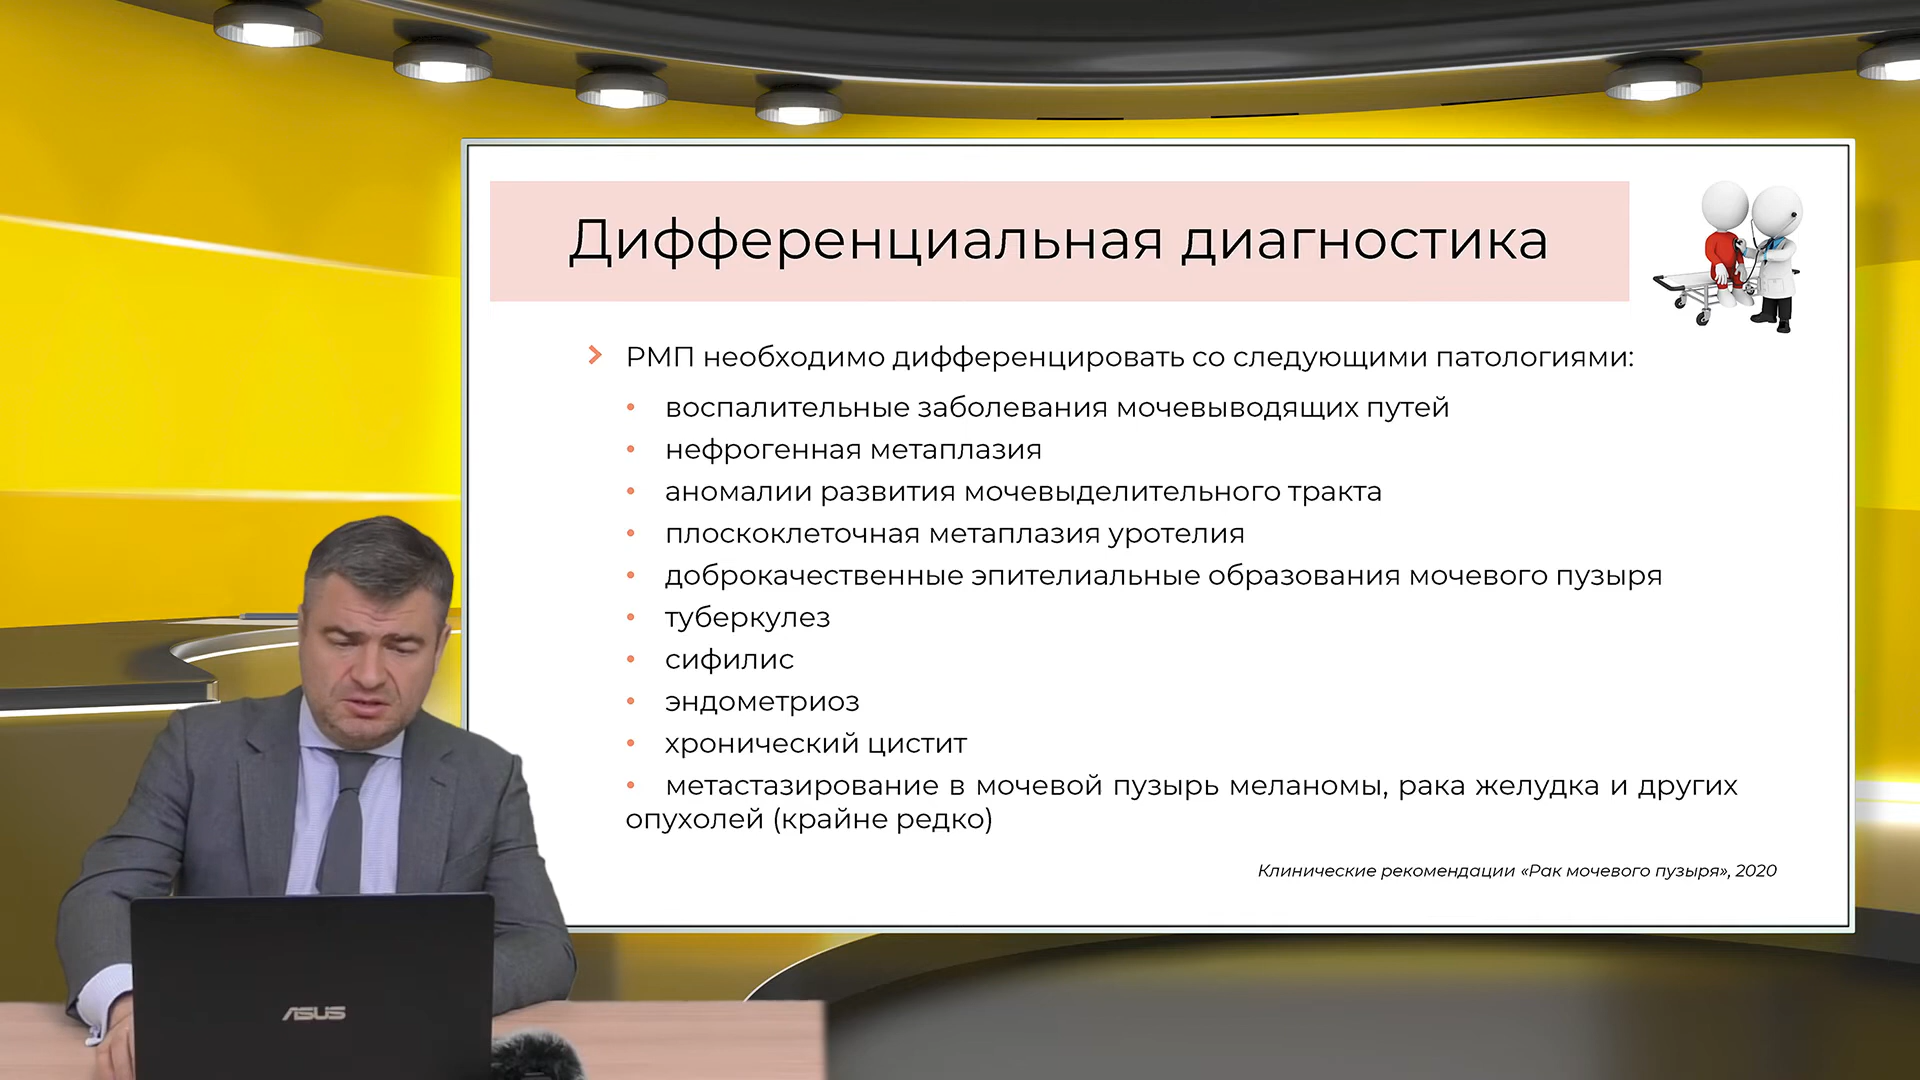 Дифференциальная диагностика
РМП необходимо дифференцировать со следующими патологиями:
• воспалительные заболевания мочевыводящих путей
• нефрогенная метаплазия
• аномалии развития мочевыделительного тракта
• плоскоклеточная метаплазия уротелия
• доброкачественные эпителиальные образования мочевого пузыря
• туберкулез
• сифилис
• эндометриоз
• хронический цистит
• метастазирование в мочевой пузырь меланомы, рака желудка и других
опухолей (крайне редко)
Клинические рекомендации «Рак мочевого пузыря», 2020
ASUS